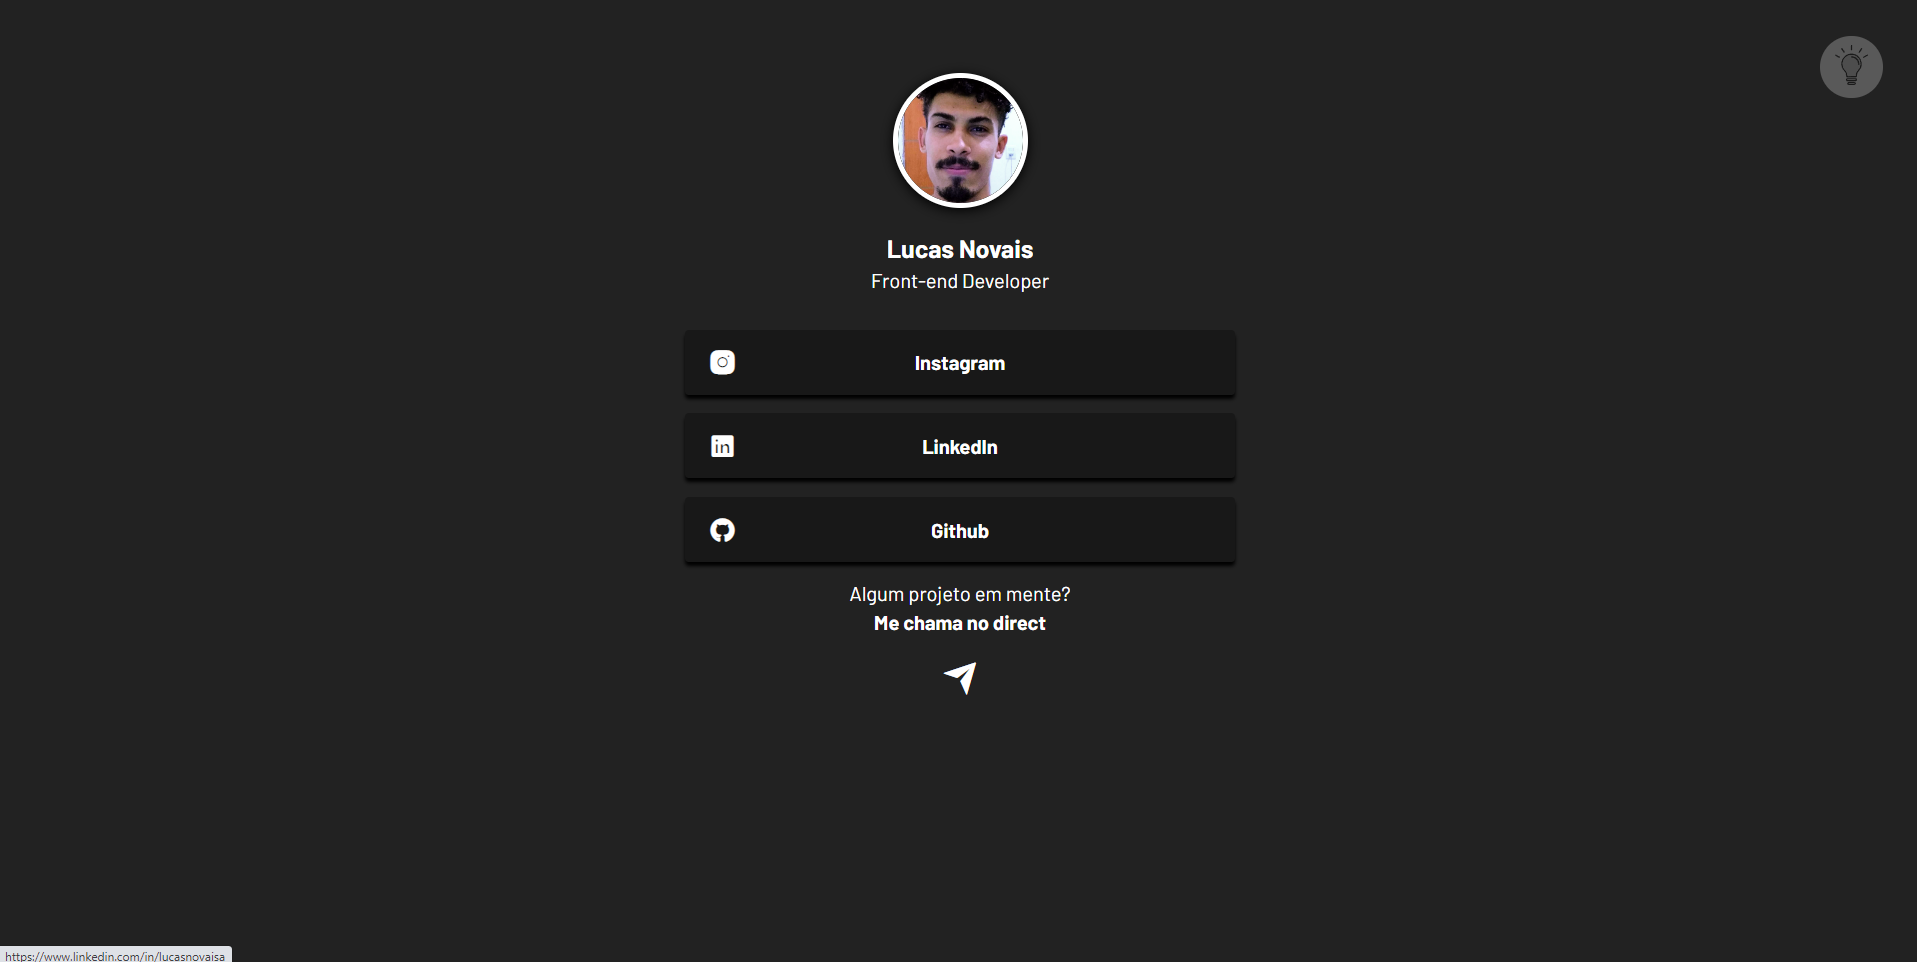 Lucas Novais
Front-end Developer
Instagram
in
LinkedIn
Github
Algum projeto em mente?
Me chama no direct
https://www.linkedin.com/in/lucasnovaisa